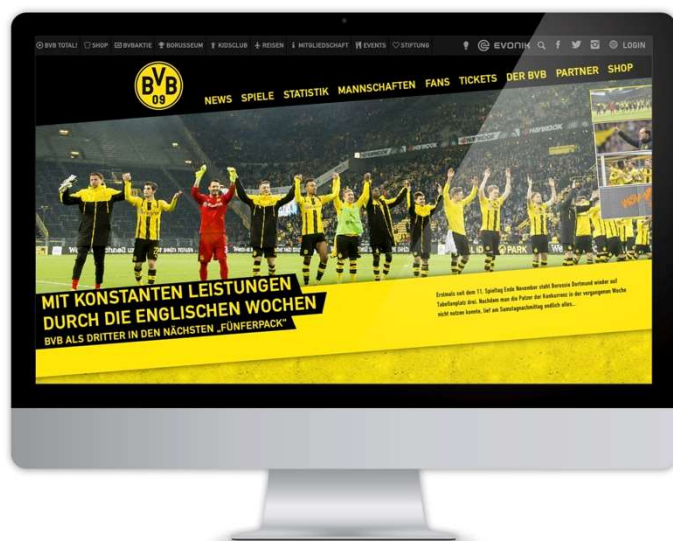 BVB TOTAL! SHOP BVBAKTIE BORUSSEUM KIDSCLUB REISEN MITGLIEDSCHAFT EVENTS STIFTUNG EVONIK LOGIN
BVB
09
NEWS SPIELE STATISTIK MANNSCHAFTEN FANS TICKETS DER BVB PARTNER SHOP
PARK
MIT KONSTANTEN LEISTUNGEN
DURCH DIE ENGLISCHEN WOCHEN
BVB ALS DRITTER IN DEN NÄCHSTEN „FÜNFERPACK"
Erstmals seit dem 11. Spieltag Ende November steht Borussia Dortmund wieder auf
Tabellenplatz drei. Nachdem man die Patzer der Konkurrenz in der vergangenen Woche
nicht nutzen konnte, lief am Samstagnachmittag endlich alles...